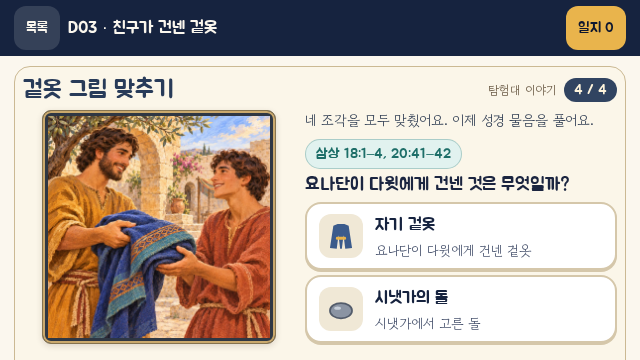 목록
D03 · 친구가 건넨 겉옷
일지 0
겉옷 그림 맞추기
탐험대 이야기
4 / 4
네 조각을 모두 맞췄어요. 이제 성경 물음을 풀어요.
삼상 18:1–4, 20:41–42
요나단이 다윗에게 건넨 것은 무엇일까?
자기 겉옷
요나단이 다윗에게 건넨 겉옷
시냇가의 돌
시냇가에서 고른 돌